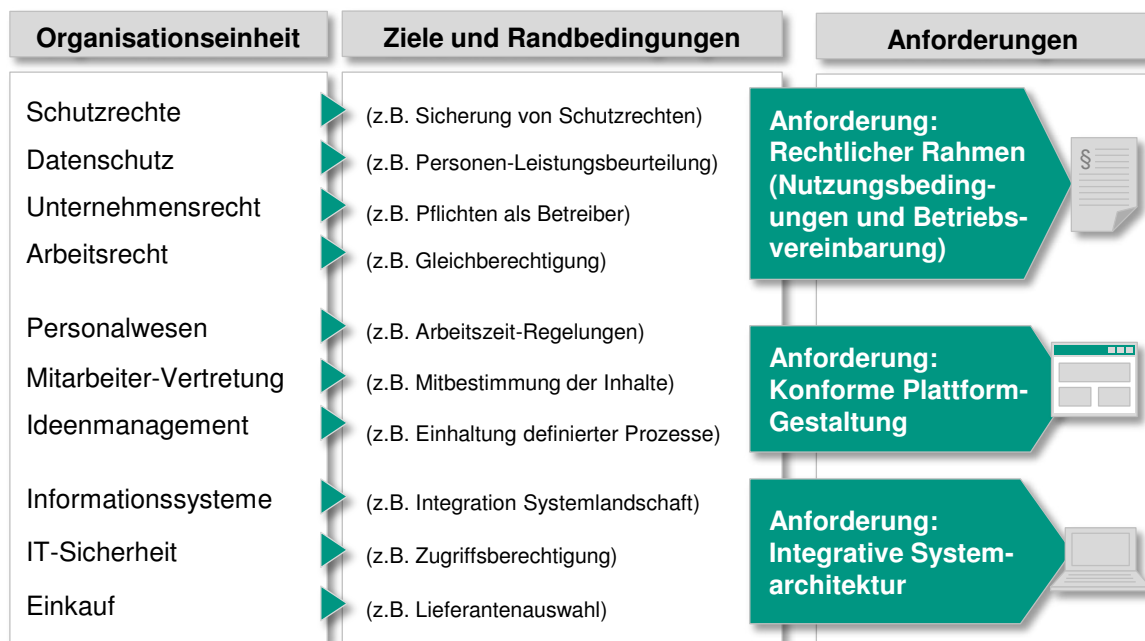 Organisationseinheit
Ziele und Randbedingungen
Anforderungen
Schutzrechte
(z.B. Sicherung von Schutzrechten)
Datenschutz
(z.B. Personen-Leistungsbeurteilung)
Unternehmensrecht
(z.B. Pflichten als Betreiber)
Arbeitsrecht
(z.B. Gleichberechtigung)
Anforderung:
Rechtlicher Rahmen
(Nutzungsbeding-
ungen und Betriebs-
vereinbarung)
§
Personalwesen
(z.B. Arbeitszeit-Regelungen)
Mitarbeiter-Vertretung
(z.B. Mitbestimmung der Inhalte)
Ideenmanagement
(z.B. Einhaltung definierter Prozesse)
Anforderung:
Konforme Plattform-
Gestaltung
Informationssysteme
(z.B. Integration Systemlandschaft)
IT-Sicherheit
(z.B. Zugriffsberechtigung)
Einkauf
(z.B. Lieferantenauswahl)
Anforderung:
Integrative System-
architektur